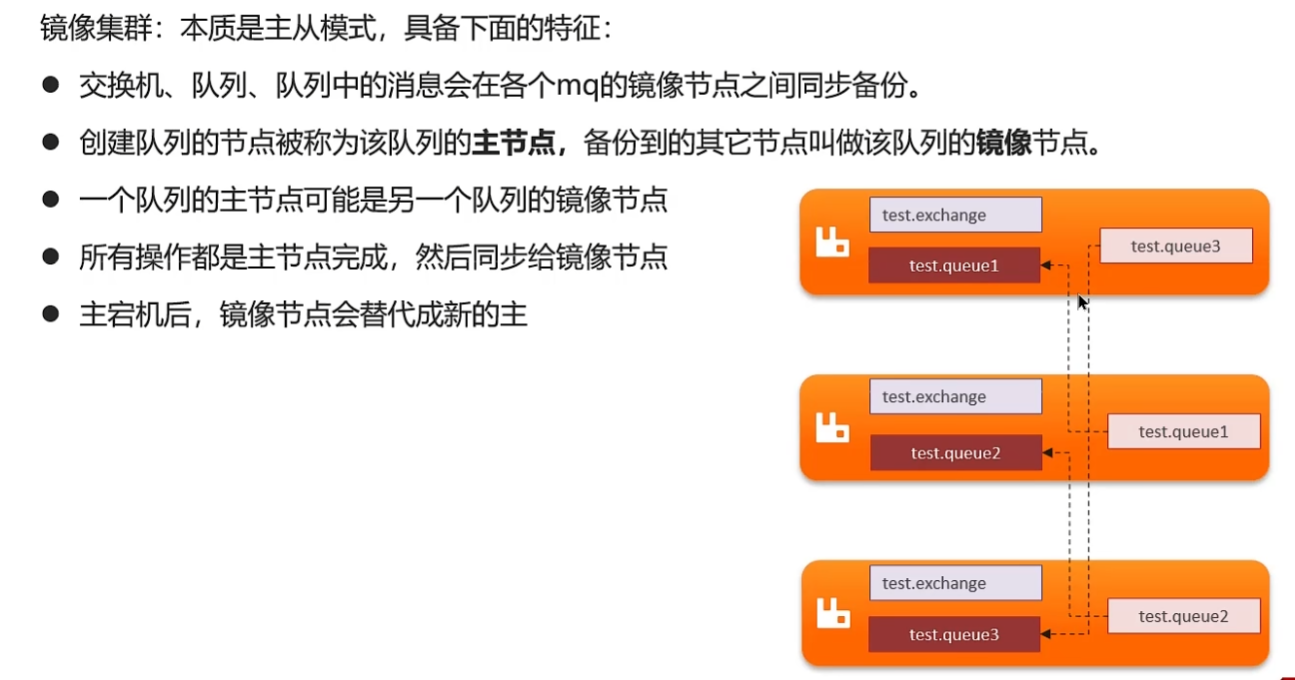 镜像集群：本质是主从模式，具备下面的特征：
● 交换机、队列、队列中的消息会在各个mq的镜像节点之间同步备份。
● 创建队列的节点被称为该队列的主节点，备份到的其它节点叫做该队列的镜像节点。
● 一个队列的主节点可能是另一个队列的镜像节点
● 所有操作都是主节点完成，然后同步给镜像节点
● 主宕机后，镜像节点会替代成新的主
test.exchange
test.queue3
test.queue1
test.exchange
test.queue1
test.queue2
test.exchange
test.queue2
test.queue3